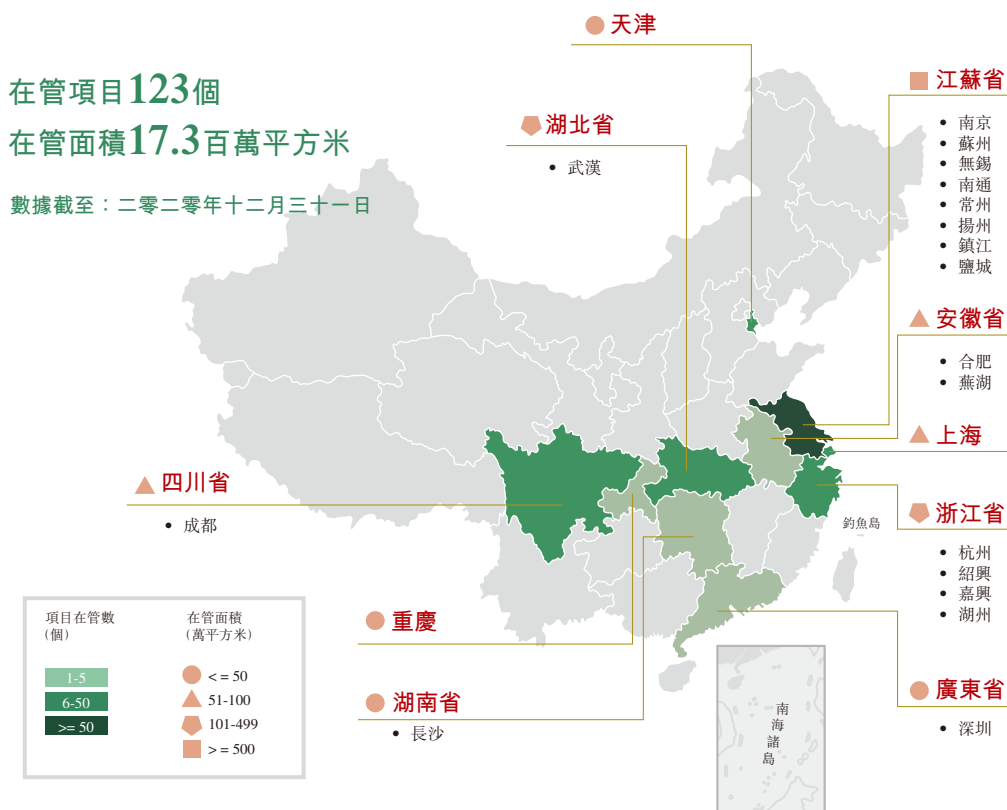 在管項目123個
在管面積17.3百萬平方米
數據截至：二零二零年十二月三十一日
天津
湖北省
• 武漢
江蘇省
• 南京
• 蘇州
• 無錫
• 南通
• 常州
• 揚州
• 鎮江
• 鹽城
安徽省
• 合肥
• 蕪湖
上海
四川省
• 成都
浙江省
• 杭州
• 紹興
• 嘉興
• 湖州
釣魚島
重慶
湖南省
• 長沙
廣東省
• 深圳
南海諸島
項目在管數
(個)
1-5
6-50
>= 50
在管面積
(萬平方米)
<= 50
51-100
101-499
>= 500